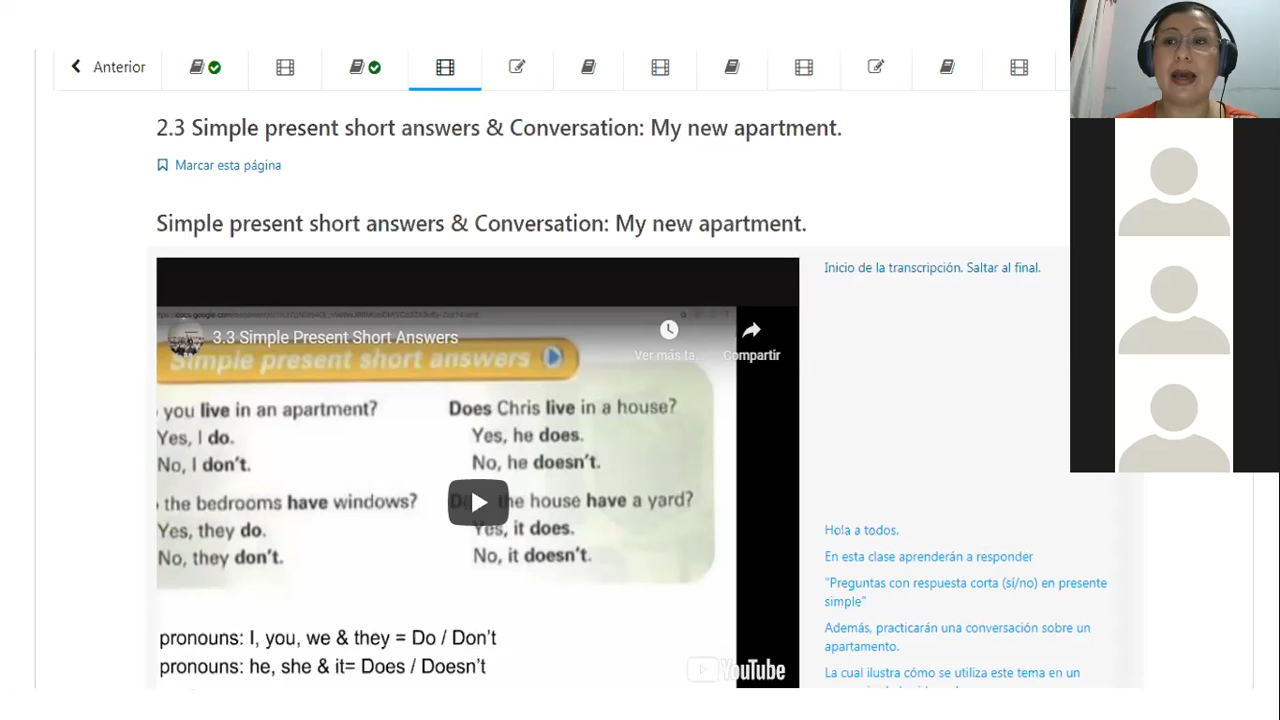 Anterior
2.3 Simple present short answers & Conversation: My new apartment.
Marcar esta página
Simple present short answers & Conversation: My new apartment.
Inicio de la transcripción. Saltar al final.
3.3 Simple Present Short Answers
Ver más ta...
Compartir
Simple present short answers
you live in an apartment?
Yes, I do.
No, I don't.
the bedrooms have windows?
Yes, they do.
No, they don't.
Does Chris live in a house?
Yes, he does.
No, he doesn't.
the house have a yard?
Yes, it does.
No, it doesn't.
pronouns: I, you, we & they = Do / Don't
pronouns: he, she & it= Does / Doesn't
YouTube
Hola a todos,
En esta clase aprenderán a responder
"Preguntas con respuesta corta (sí/no) en presente
simple"
Además, practicarán una conversación sobre un
apartamento.
La cual ilustra cómo se utiliza este tema en un